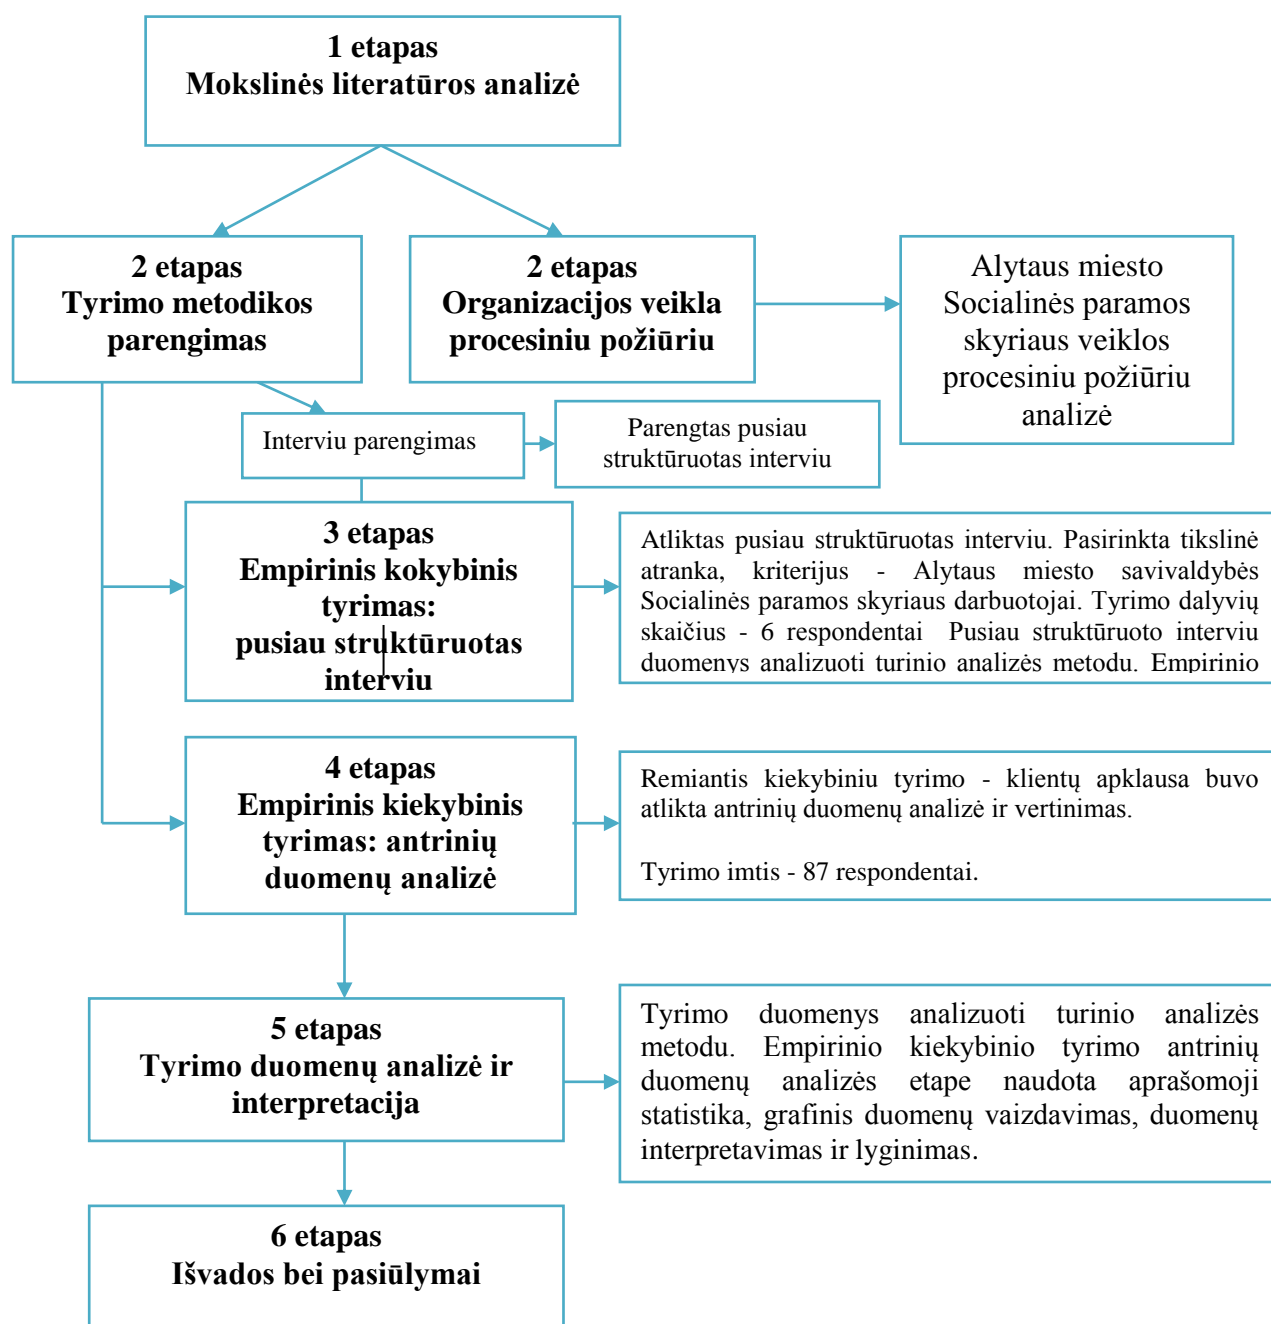 1 etapas
Mokslinės literatūros analizė
2 etapas
Tyrimo metodikos
parengimas
2 etapas
Organizacijos veikla
procesiniu požiūriu
Alytaus miesto
Socialinės paramos
skyriaus veiklos
procesiniu požiūriu
analizė
Interviu parengimas
Parengtas pusiau
struktūruotas interviu
3 etapas
Empirinis kokybinis
tyrimas:
pusiau struktūruotas
interviu
Atliktas pusiau struktūruotas interviu. Pasirinkta tikslinė
atranka, kriterijus - Alytaus miesto savivaldybės
Socialinės paramos skyriaus darbuotojai. Tyrimo dalyvių
skaičius - 6 respondentai Pusiau struktūruoto interviu
duomenys analizuoti turinio analizės metodu. Empirinio
4 etapas
Empirinis kiekybinis
tyrimas: antrinių
duomenų analizė
Remiantis kiekybiniu tyrimo - klientų apklausa buvo
atlikta antrinių duomenų analizė ir vertinimas.
Tyrimo imtis - 87 respondentai.
5 etapas
Tyrimo duomenų analizė ir
interpretacija
Tyrimo duomenys analizuoti turinio analizės
metodu. Empirinio kiekybinio tyrimo antrinių
duomenų analizės etape naudota aprašomoji
statistika, grafinis duomenų vaizdavimas, duomenų
interpretavimas ir lyginimas.
6 etapas
Išvados bei pasiūlymai